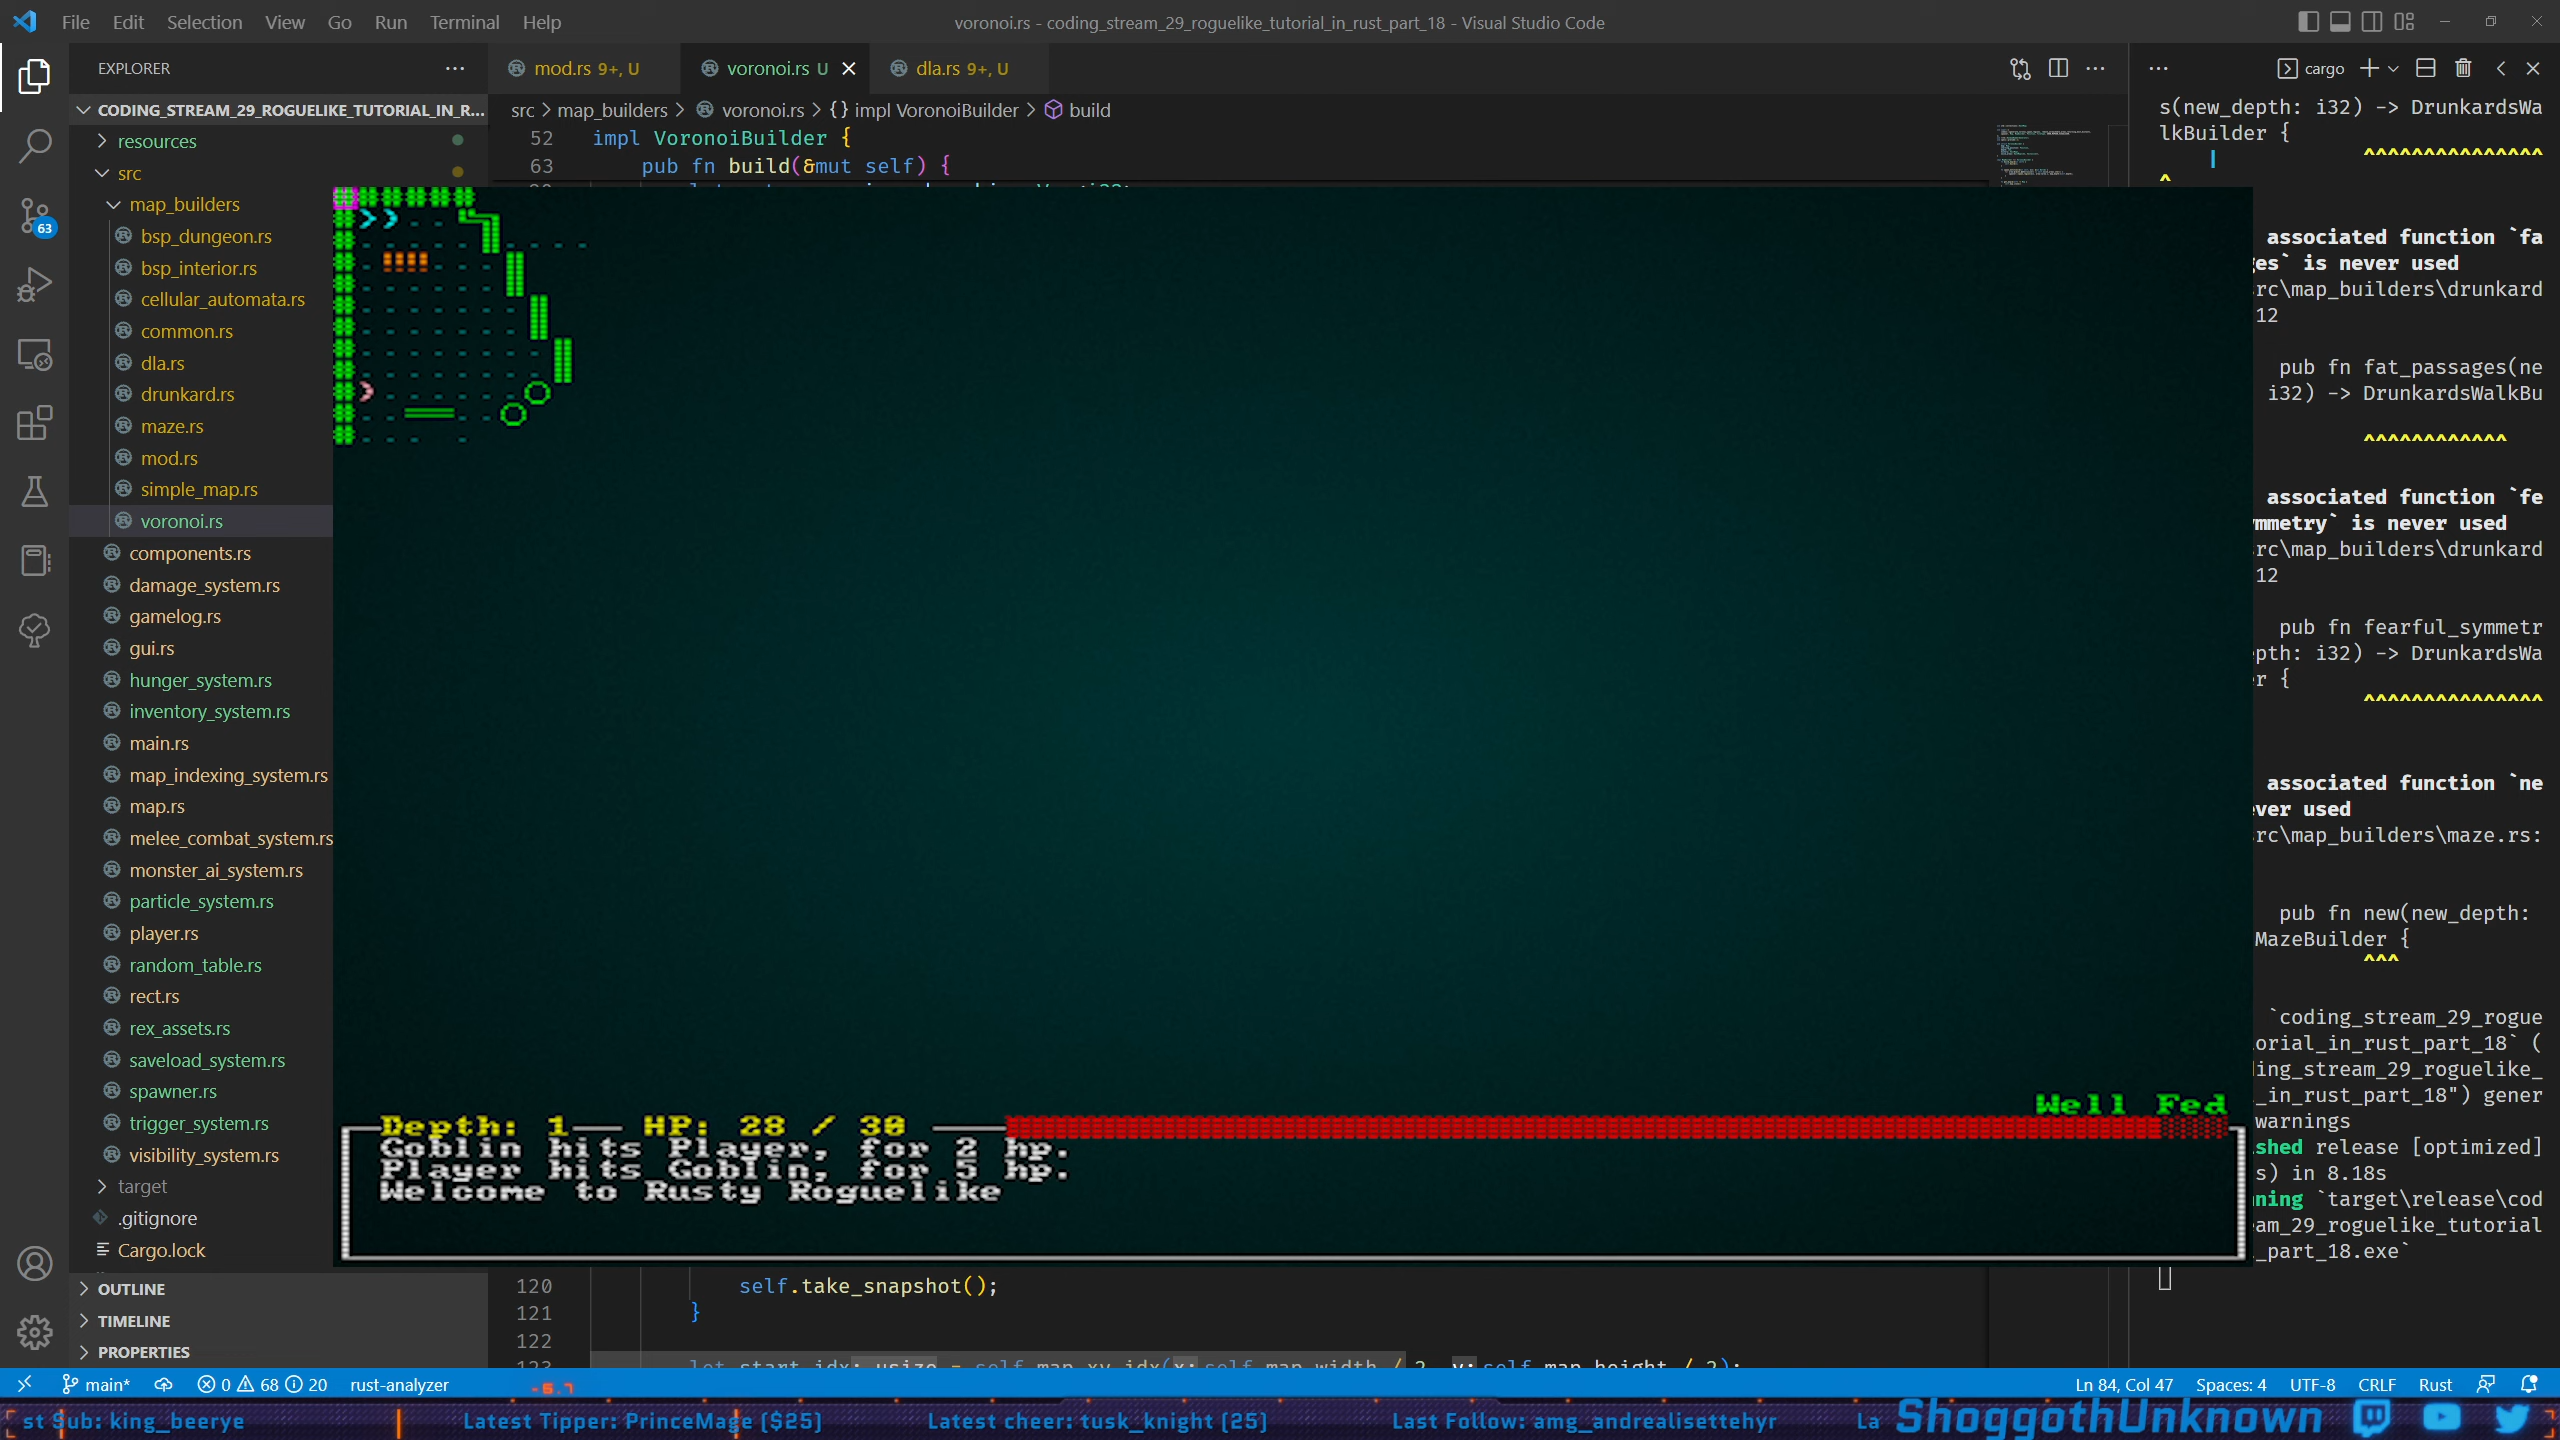 File Edit Selection View Go Run Terminal Help
voronoi.rs - coding_stream_29_roguelike_tutorial_in_rust_part_18 - Visual Studio Code
EXPLORER
CODING_STREAM_29_ROGUELIKE_TUTORIAL_IN_R...
resources
src
map_builders
bsp_dungeon.rs
bsp_interior.rs
cellular_automata.rs
common.rs
dla.rs
drunkard.rs
maze.rs
mod.rs
simple_map.rs
voronoi.rs
components.rs
damage_system.rs
gamelog.rs
gui.rs
hunger_system.rs
inventory_system.rs
main.rs
map_indexing_system.rs
map.rs
melee_combat_system.rs
monster_ai_system.rs
particle_system.rs
player.rs
random_table.rs
rect.rs
rex_assets.rs
saveload_system.rs
spawner.rs
trigger_system.rs
visibility_system.rs
target
.gitignore
Cargo.lock
OUTLINE
TIMELINE
PROPERTIES
63
mod.rs 9+, U
voronoi.rs U
dla.rs 9+, U
src > map_builders > voronoi.rs > {} impl VoronoiBuilder > build
52 impl VoronoiBuilder {
63 pub fn build(&mut self) {
Well Fed
Depth: 1 HP: 28 / 30
Goblin hits Player, for 2 hp.
Player hits Goblin, for 5 hp.
Welcome to Rusty Roguelike
120 self.take_snapshot();
121 }
122
cargo
s(new_depth: i32) -> DrunkardsWa
lkBuilder {
^^^^^^^^^^^^^^^
^
associated function `fa
ges` is never used
src\map_builders\drunkard
12
pub fn fat_passages(ne
i32) -> DrunkardsWalkBu
^^^^^^^^^^^^
associated function `fe
mmetry` is never used
src\map_builders\drunkard
12
pub fn fearful_symmetr
pth: i32) -> DrunkardsWa
r {
^^^^^^^^^^^^^^^
associated function `ne
ver used
src\map_builders\maze.rs:
pub fn new(new_depth:
MazeBuilder {
^^^
`coding_stream_29_rogue
orial_in_rust_part_18` (
ing_stream_29_roguelike_
_in_rust_part_18") gener
warnings
shed release [optimized]
s) in 8.18s
ning `target\release\cod
am_29_roguelike_tutorial
_part_18.exe`
main* 0 68 20 rust-analyzer
Ln 84, Col 47 Spaces: 4 UTF-8 CRLF Rust
st Sub: king_beerye
Latest Tipper: PrinceMage [$25]
Latest cheer: tusk_knight [25]
Last Follow: amg_andrealisettehyr
La
ShoggothUnknown